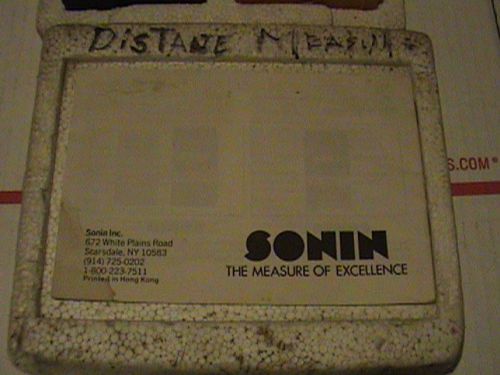 DiSTANE MEASURE
S.COM®
Sonin Inc.
672 White Plains Road
Scarsdale, NY 10583
(914) 725-0202
1-800-223-7511
Printed in Hong Kong
SONIN
THE MEASURE OF EXCELLENCE